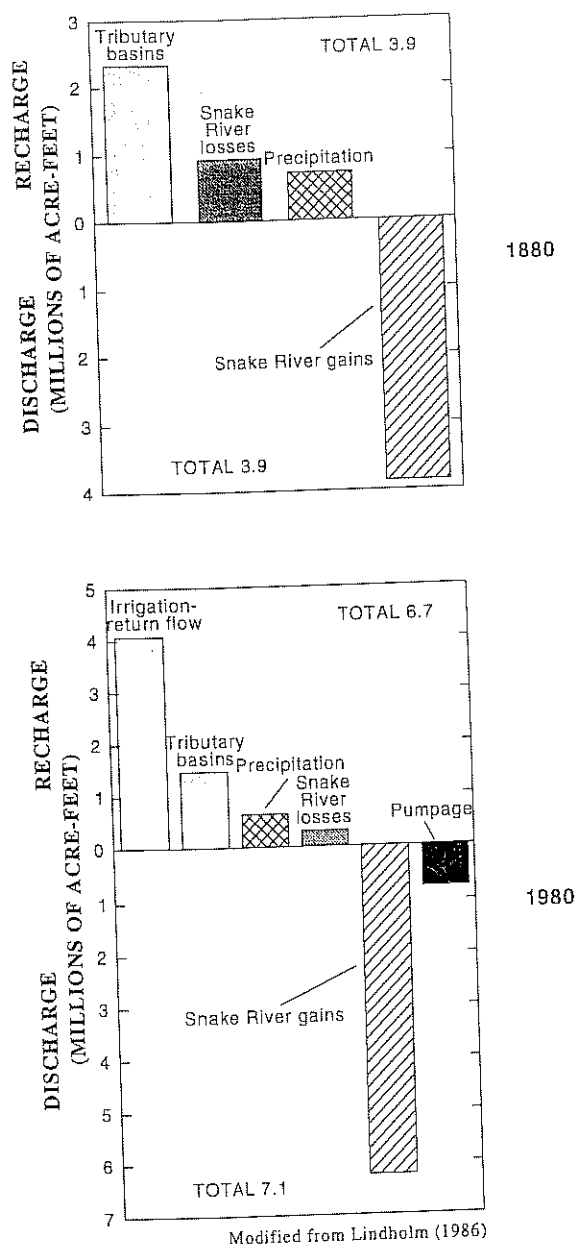 RECHARGE
DISCHARGE
(MILLIONS OF ACRE-FEET)
3
2
1
0
1
2
3
4
Tributary
basins
TOTAL 3.9
Snake
River
losses
Precipitation
Snake River gains
TOTAL 3.9
1880
RECHARGE
DISCHARGE
(MILLIONS OF ACRE-FEET)
5
4
3
2
1
0
1
2
3
4
5
6
7
Irrigation-
return flow
TOTAL 6.7
Tributary
basins
Precipitation
Snake
River
losses
Pumpage
Snake River gains
TOTAL 7.1
1980
Modified from Lindholm (1986)